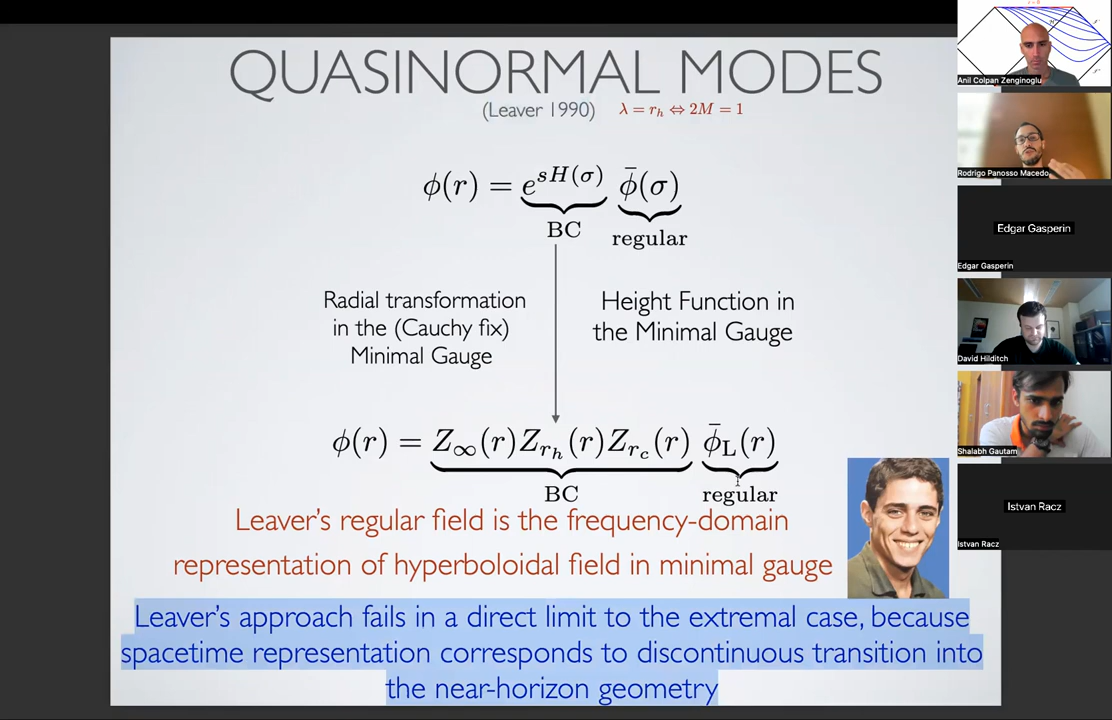 QUASINORMAL MODES
(Leaver 1990) λ = r_h ⇔ 2M = 1
ϕ(r) = e^{sH(σ)} ϕ̄(σ)
BC
regular
Radial transformation
in the (Cauchy fix)
Minimal Gauge
Height Function in
the Minimal Gauge
ϕ(r) = Z_∞(r)Z_{r_h}(r)Z_{r_c}(r) ϕ̄_L(r)
BC
regular
Leaver's regular field is the frequency-domain
representation of hyperboloidal field in minimal gauge
Leaver's approach fails in a direct limit to the extremal case, because
spacetime representation corresponds to discontinuous transition into
the near-horizon geometry
Anil Colpan Zenginoglu
Rodrigo Panosso Macedo
Edgar Gasperin
Edgar Gasperin
David Hilditch
Shalabh Gautam
Istvan Racz
Istvan Racz